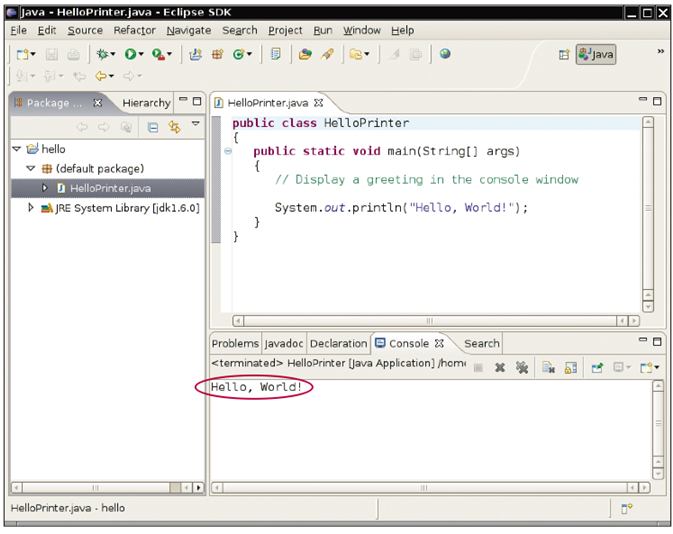 Java - HelloPrinter.java - Eclipse SDK
File Edit Source Refactor Navigate Search Project Run Window Help
Java »
Package ... Hierarchy
hello
(default package)
HelloPrinter.java
JRE System Library [jdk1.6.0]
HelloPrinter.java
public class HelloPrinter
{
public static void main(String[] args)
{
// Display a greeting in the console window
System.out.println("Hello, World!");
}
}
Problems Javadoc Declaration Console Search
<terminated> HelloPrinter [Java Application] /home
Hello, World!
HelloPrinter.java - hello